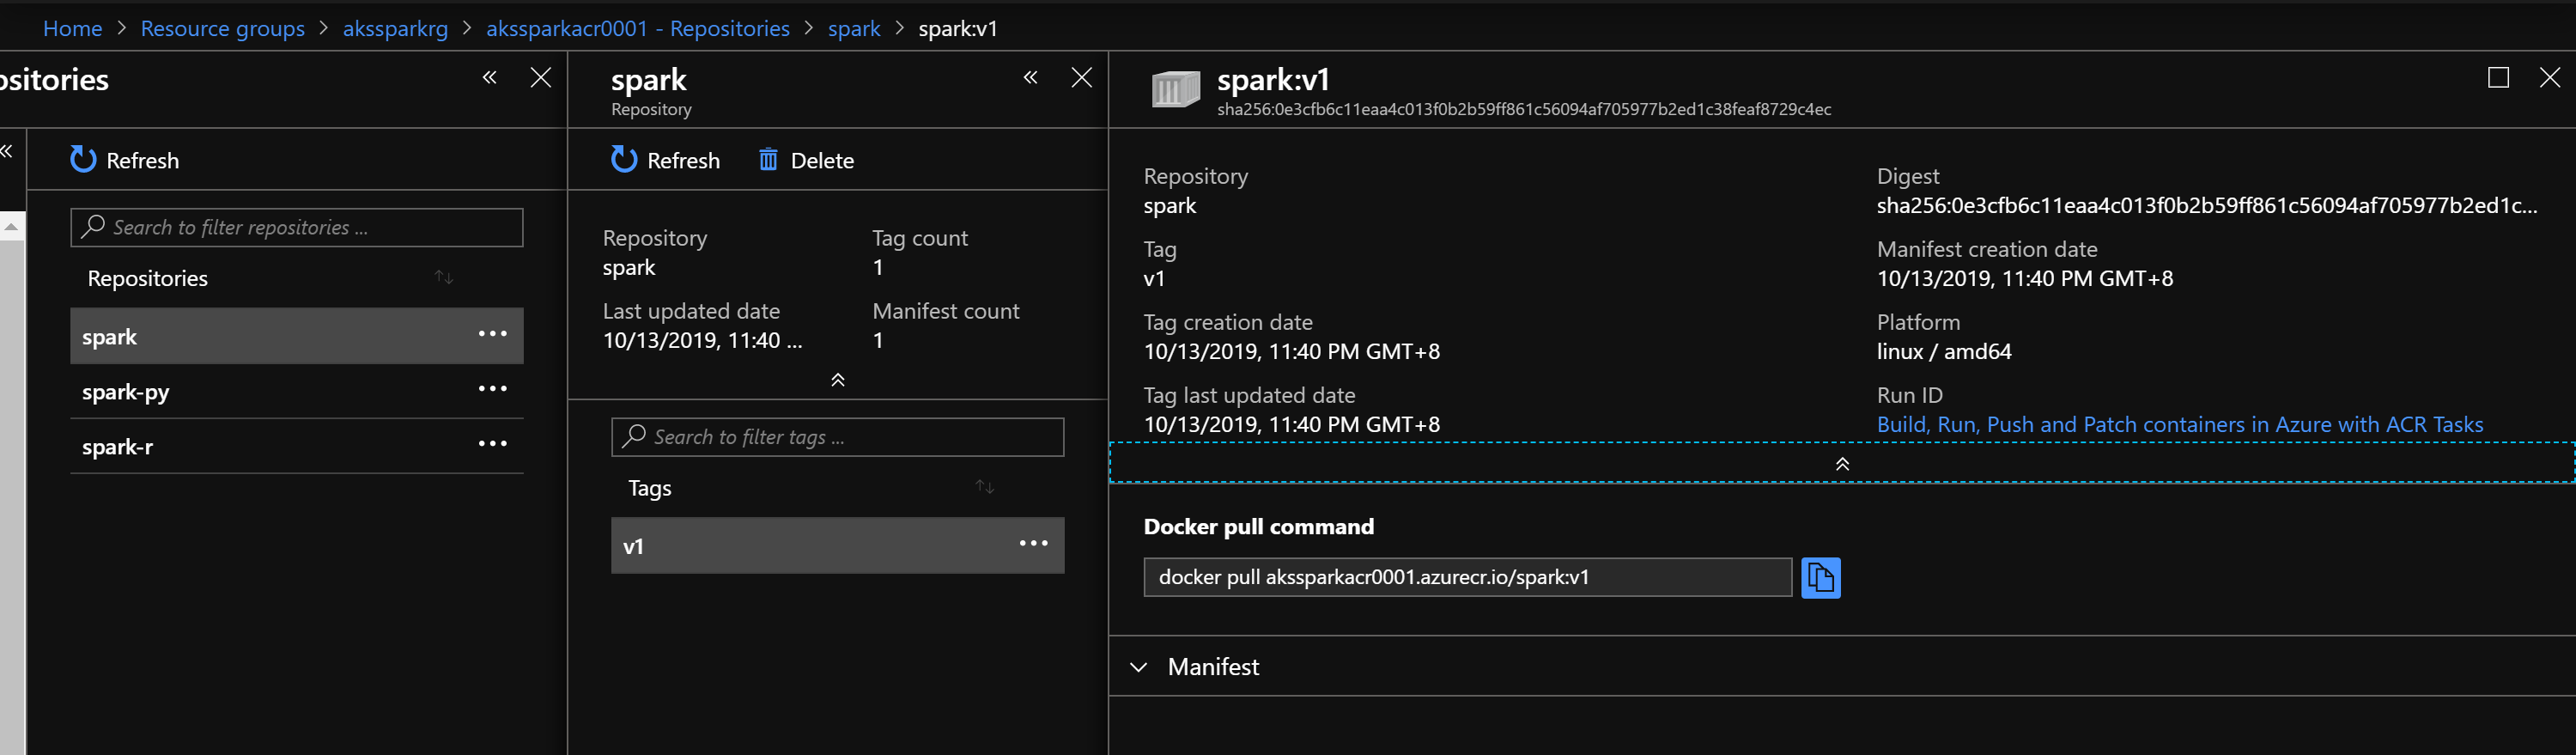 Home > Resource groups > akssparkrg > akssparkacr0001 - Repositories > spark > spark:v1
ositories
Refresh
Search to filter repositories ...
Repositories
spark
spark-py
spark-r
spark
Repository
Refresh Delete
Repository
spark
Tag count
1
Last updated date
10/13/2019, 11:40 ...
Manifest count
1
Search to filter tags ...
Tags
v1
spark:v1
sha256:0e3cfb6c11eaa4c013f0b2b59ff861c56094af705977b2ed1c38feaf8729c4ec
Repository
spark
Tag
v1
Tag creation date
10/13/2019, 11:40 PM GMT+8
Tag last updated date
10/13/2019, 11:40 PM GMT+8
Digest
sha256:0e3cfb6c11eaa4c013f0b2b59ff861c56094af705977b2ed1c...
Manifest creation date
10/13/2019, 11:40 PM GMT+8
Platform
linux / amd64
Run ID
Build, Run, Push and Patch containers in Azure with ACR Tasks
Docker pull command
docker pull akssparkacr0001.azurecr.io/spark:v1
Manifest